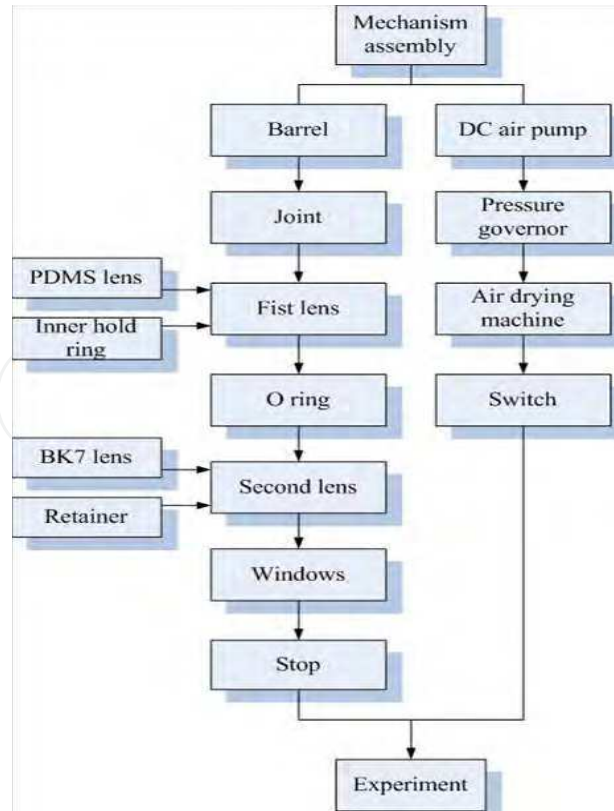 Mechanism
assembly
Barrel
DC air pump
Joint
Pressure
governor
PDMS lens
Inner hold
ring
Fist lens
Air drying
machine
O ring
Switch
BK7 lens
Retainer
Second lens
Windows
Stop
Experiment